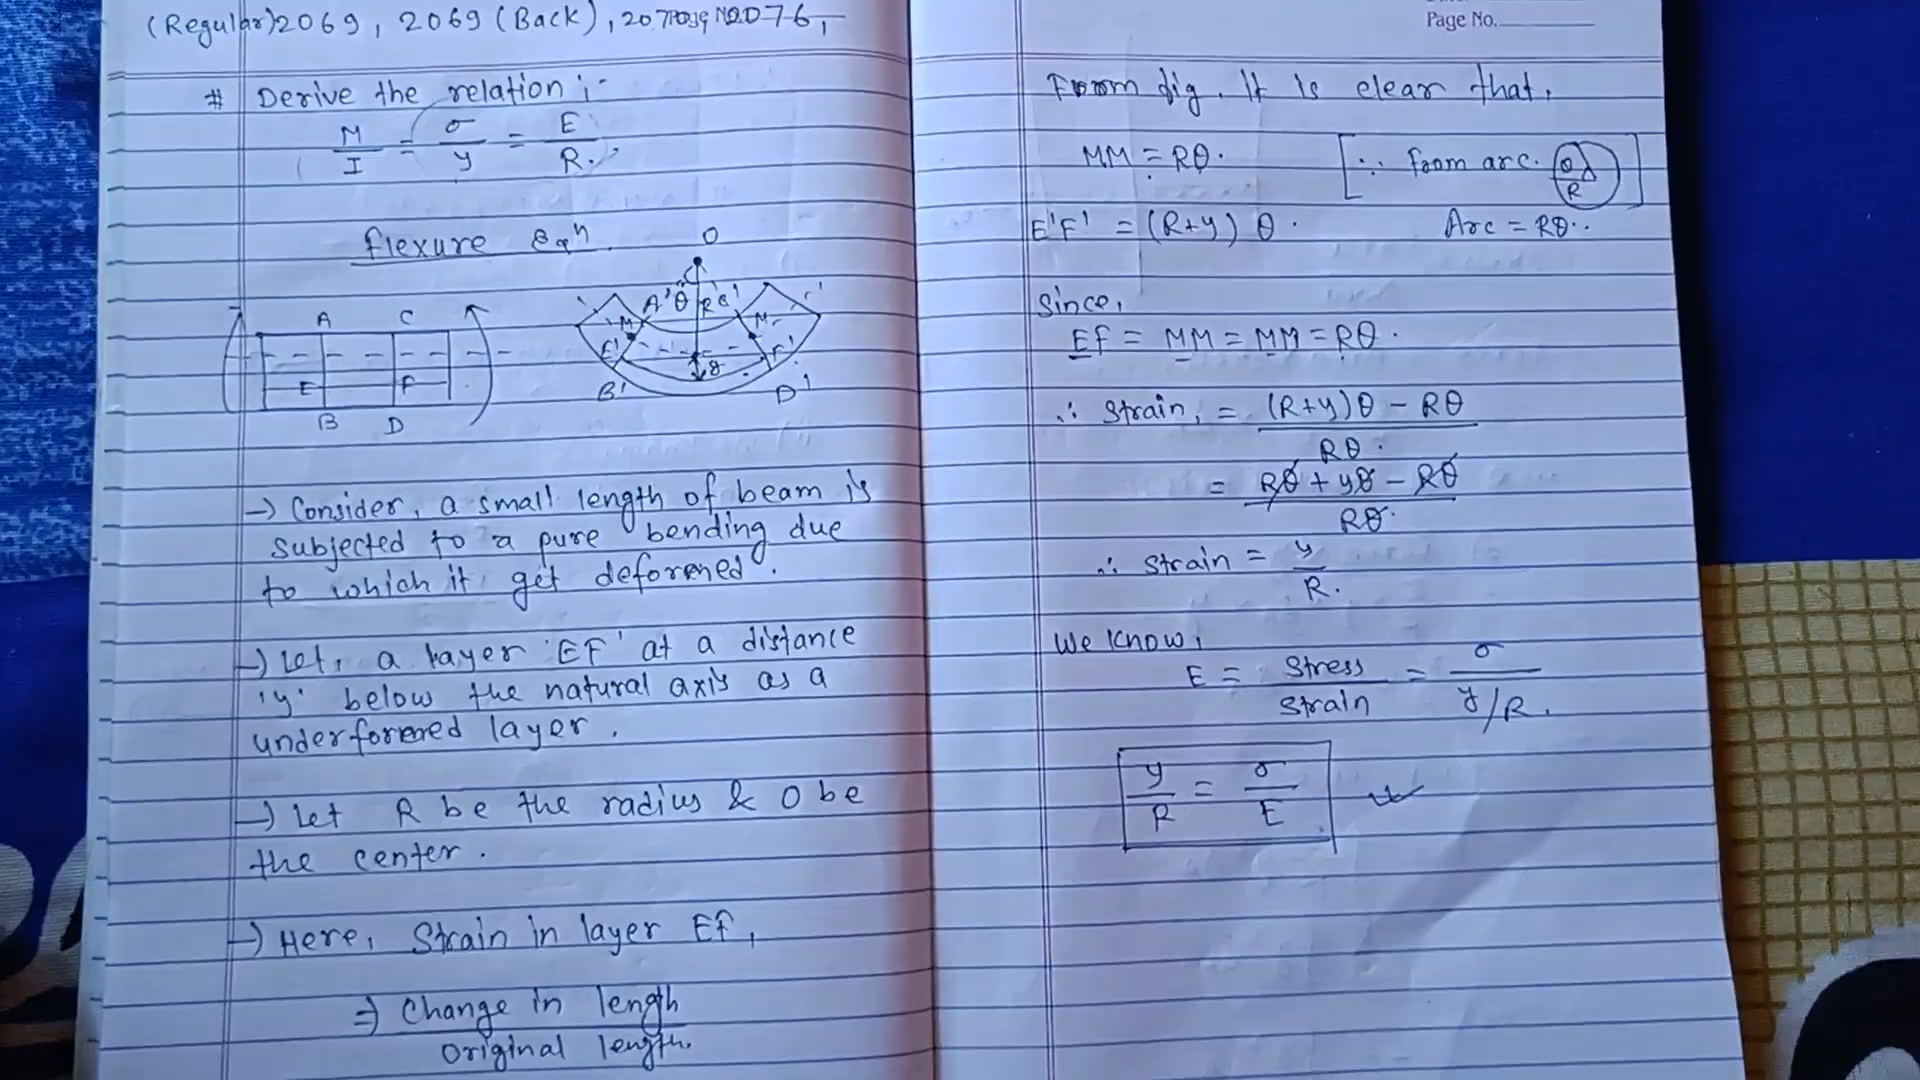 (Regular)2069, 2069 (Back), 2076,
# Derive the relation :-
M/I = σ/y = E/R.
flexure Eqn.
O
A' θ R C'
M M
E' F'
y
B' D'
A C
E F
B D
→ Consider, a small length of beam is
subjected to a pure bending due
to which it get deforemed.
→ Let, a layer 'EF' at a distance
'y' below the natural axis as a
underforemed layer.
→ Let R be the radius & O be
the center.
→ Here, Strain in layer EF,
⇒ Change in length
Original length.
Page No.
From fig. It is clear that,
MM = Rθ. [∵ from arc. θ R]
E'F' = (R+y) θ. Arc = Rθ..
Since,
EF = MM = MM = Rθ.
∴ Strain, = (R+y)θ - Rθ
Rθ.
= Rθ + yθ - Rθ
Rθ.
∴ Strain = y/R.
We Know,
E = Stress/Strain = σ/(y/R).
y/R = σ/E